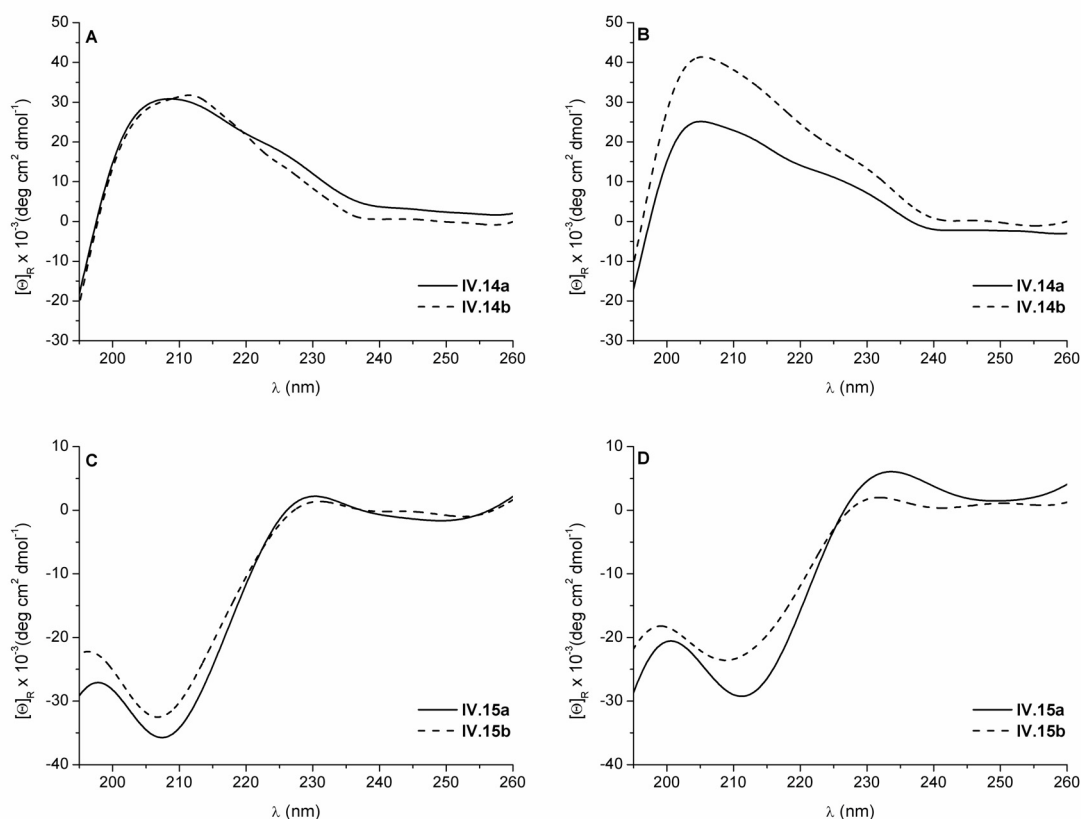 A
[Θ]R x 10-3(deg cm2 dmol-1)
50
40
30
20
10
0
-10
-20
-30
200 210 220 230 240 250 260
λ (nm)
IV.14a
IV.14b
B
[Θ]R x 10-3(deg cm2 dmol-1)
50
40
30
20
10
0
-10
-20
-30
200 210 220 230 240 250 260
λ (nm)
IV.14a
IV.14b
C
[Θ]R x 10-3(deg cm2 dmol-1)
10
0
-10
-20
-30
-40
200 210 220 230 240 250 260
λ (nm)
IV.15a
IV.15b
D
[Θ]R x 10-3(deg cm2 dmol-1)
10
0
-10
-20
-30
-40
200 210 220 230 240 250 260
λ (nm)
IV.15a
IV.15b